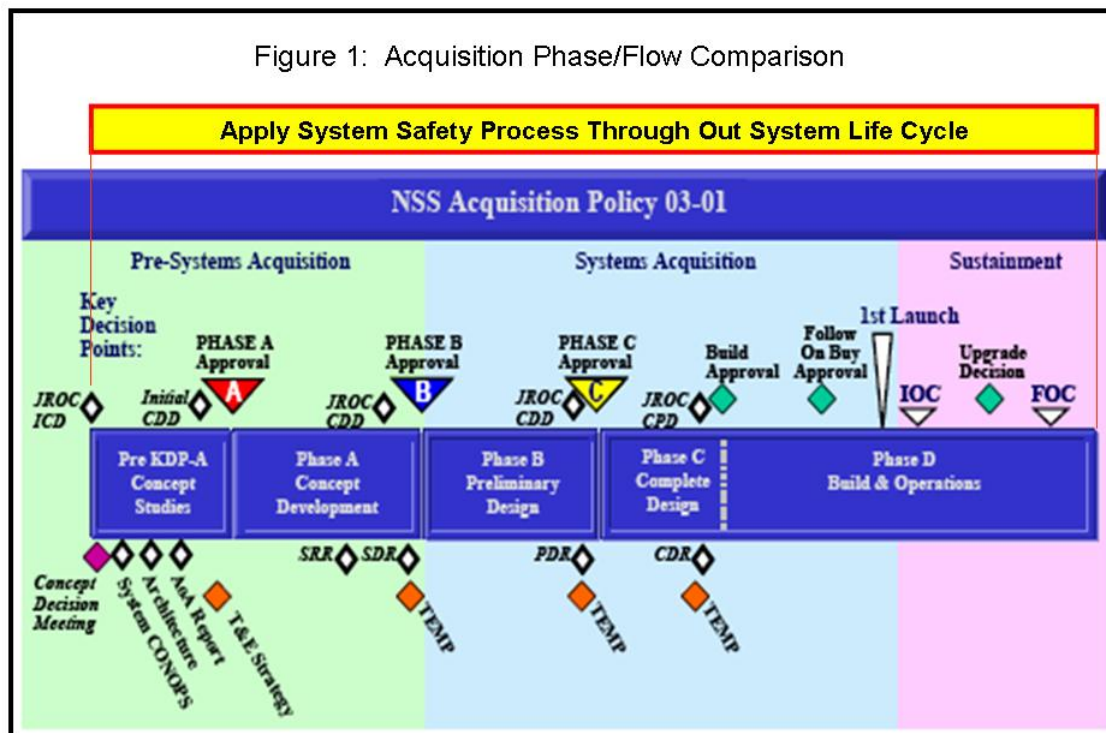 Figure 1: Acquisition Phase/Flow Comparison
Apply System Safety Process Through Out System Life Cycle
NSS Acquisition Policy 03-01
Pre-Systems Acquisition
Systems Acquisition
Sustainment
Key
Decision
Points:
PHASE A
Approval
PHASE B
Approval
PHASE C
Approval
Build
Approval
Follow
On Buy
Approval
1st Launch
Upgrade
Decision
JROC
ICD
Initial
CDD
A
JROC
CDD
B
JROC
CDD
C
JROC
CPD
IOC
FOC
Pre KDP-A
Concept
Studies
Phase A
Concept
Development
Phase B
Preliminary
Design
Phase C
Complete
Design
Phase D
Build & Operations
Concept
Decision
Meeting
System CONOPS
Architecture
AoA Report
T&E Strategy
SRR
SDR
TEMP
PDR
TEMP
CDR
TEMP